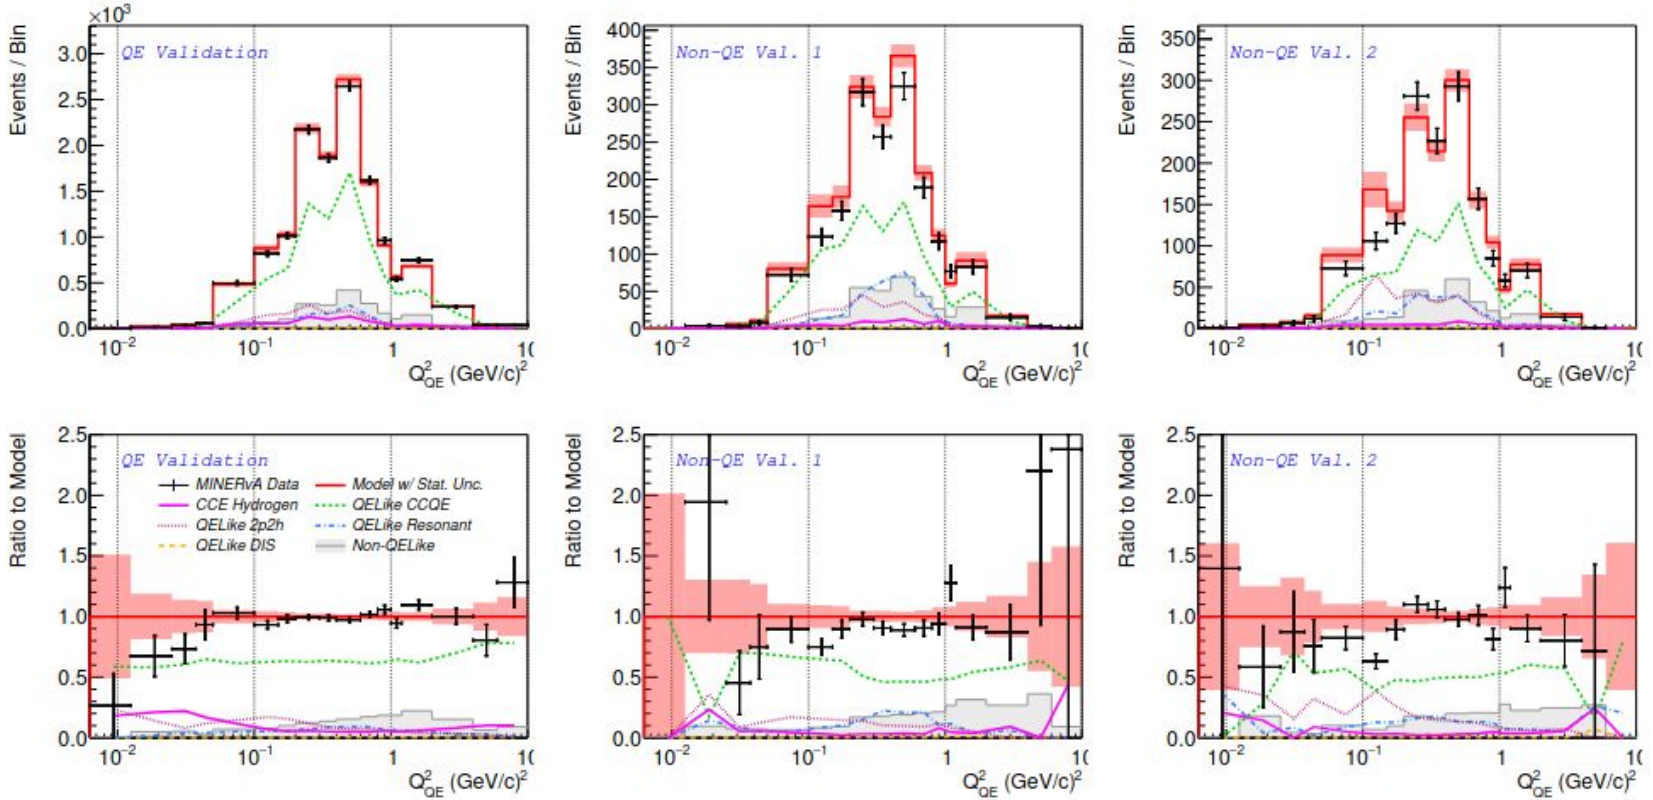 ×10³
Events / Bin
QE Validation
3.0
2.5
2.0
1.5
1.0
0.5
0.0
10⁻² 10⁻¹ 1 10
Q²QE (GeV/c)²
Events / Bin
Non-QE Val. 1
400
350
300
250
200
150
100
50
0
10⁻² 10⁻¹ 1 10
Q²QE (GeV/c)²
Events / Bin
Non-QE Val. 2
350
300
250
200
150
100
50
0
10⁻² 10⁻¹ 1 10
Q²QE (GeV/c)²
Ratio to Model
QE Validation
MINERvA Data Model w/ Stat. Unc.
CCE Hydrogen QELike CCQE
QELike 2p2h QELike Resonant
QELike DIS Non-QELike
2.5
2.0
1.5
1.0
0.5
0.0
10⁻² 10⁻¹ 1 10
Q²QE (GeV/c)²
Ratio to Model
Non-QE Val. 1
2.5
2.0
1.5
1.0
0.5
0.0
10⁻² 10⁻¹ 1 10
Q²QE (GeV/c)²
Ratio to Model
Non-QE Val. 2
2.5
2.0
1.5
1.0
0.5
0.0
10⁻² 10⁻¹ 1 10
Q²QE (GeV/c)²